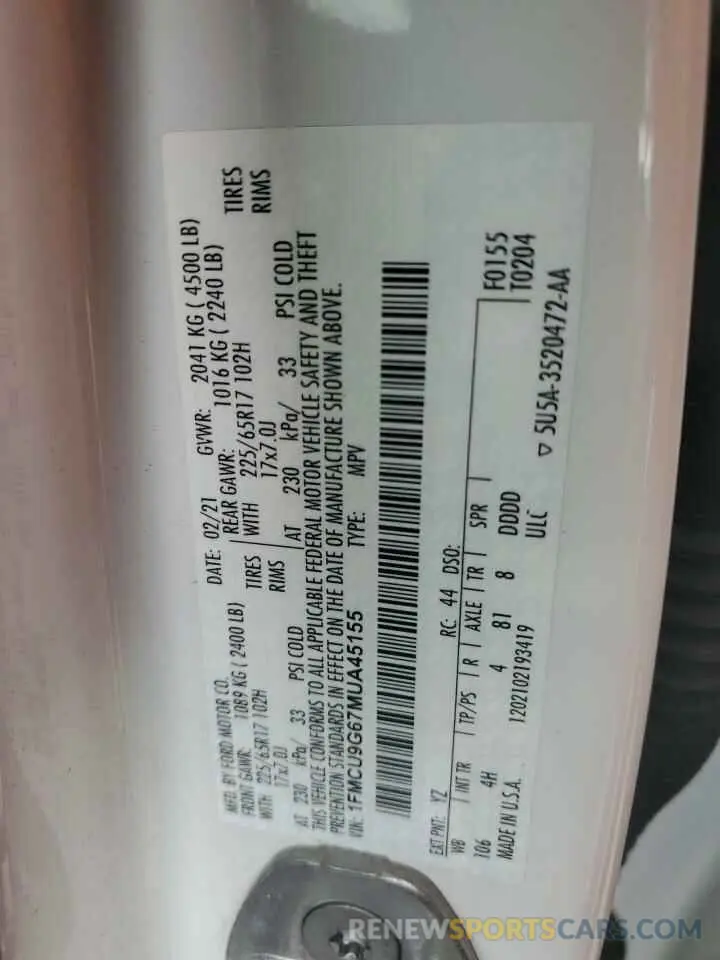 MFD. BY FORD MOTOR CO.
DATE: 02/21 GVWR: 2041 KG ( 4500 LB)
FRONT GAWR: 1089 KG ( 2400 LB) REAR GAWR: 1016 KG ( 2240 LB)
WITH 225/65R17 102H TIRES WITH 225/65R17 102H TIRES
17x7.0J RIMS 17x7.0J RIMS
AT 230 kPa/ 33 PSI COLD AT 230 kPa/ 33 PSI COLD
THIS VEHICLE CONFORMS TO ALL APPLICABLE FEDERAL MOTOR VEHICLE SAFETY AND THEFT
PREVENTION STANDARDS IN EFFECT ON THE DATE OF MANUFACTURE SHOWN ABOVE.
VIN: 1FMCU9G67MUA45155 TYPE: MPV
EXT PNT: YZ RC: 44 DSO:
WB INT TR TP/PS R AXLE TR SPR F0155
106 4H 4 81 8 DDDD T0204
MADE IN U.S.A. 1202102193419 ULC
5U5A-3520472-AA
RENEWSPORTSCARS.COM